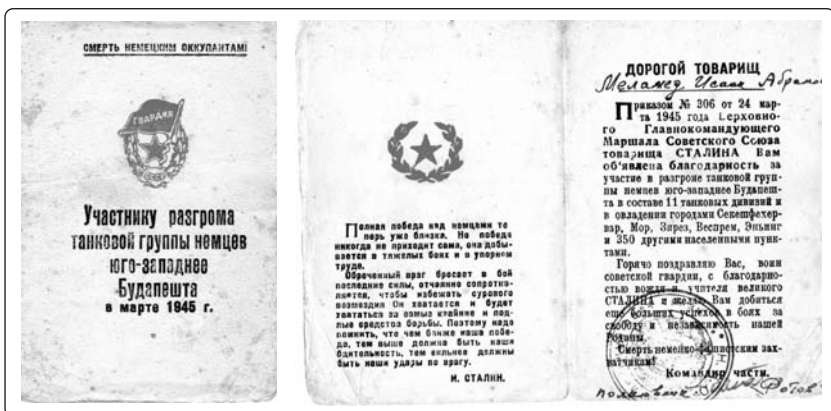 СМЕРТЬ НЕМЕЦКИМ ОККУПАНТАМ!
ГВАРДИЯ
Участнику разгрома
танковой группы немцев
юго-западнее
Будапешта
в марте 1945 г.
Полная победа над немцами те
перь уже близка. Но победа
никогда не приходит сама, она добы-
вается в тяжелых боях и в упорном
труде.
Обреченный враг бросает в бой
последние силы, отчаянно сопротив-
ляется, чтобы избежать сурового
возмездия. Он хватается и будет
хвататься за самые крайние и под-
лые средства борьбы. Поэтому надо
помнить, что чем ближе наша побе-
да, тем выше должна быть наша
бдительность, тем сильнее должны
быть наши удары по врагу.
И. СТАЛИН.
ДОРОГОЙ ТОВАРИЩ
Меламед Исаак Абрамо
Приказом № 306 от 24 мар-
та 1945 года Верховно-
го Главнокомандующего
Маршала Советского Союза
товарища СТАЛИНА Вам
об'явлена благодарность за
участие в разгроме танковой груп-
пы немцев юго-западнее Будапеш-
та в составе 11 танковых дивизий и
в овладении городами Секешфехер-
вар, Мор, Зирез, Веспрем, Эньинг
и 350 другими населенными пунк-
тами.
Горячо поздравляю Вас, воин
советской гвардии, с благодарно-
стью вождя и учителя великого
СТАЛИНА и желаю Вам добиться
еще больших успехов в боях за
свободу и независимость нашей
Родины.
Смерть немецко-фашистским зах-
ватчикам!
Командир части.
полковник